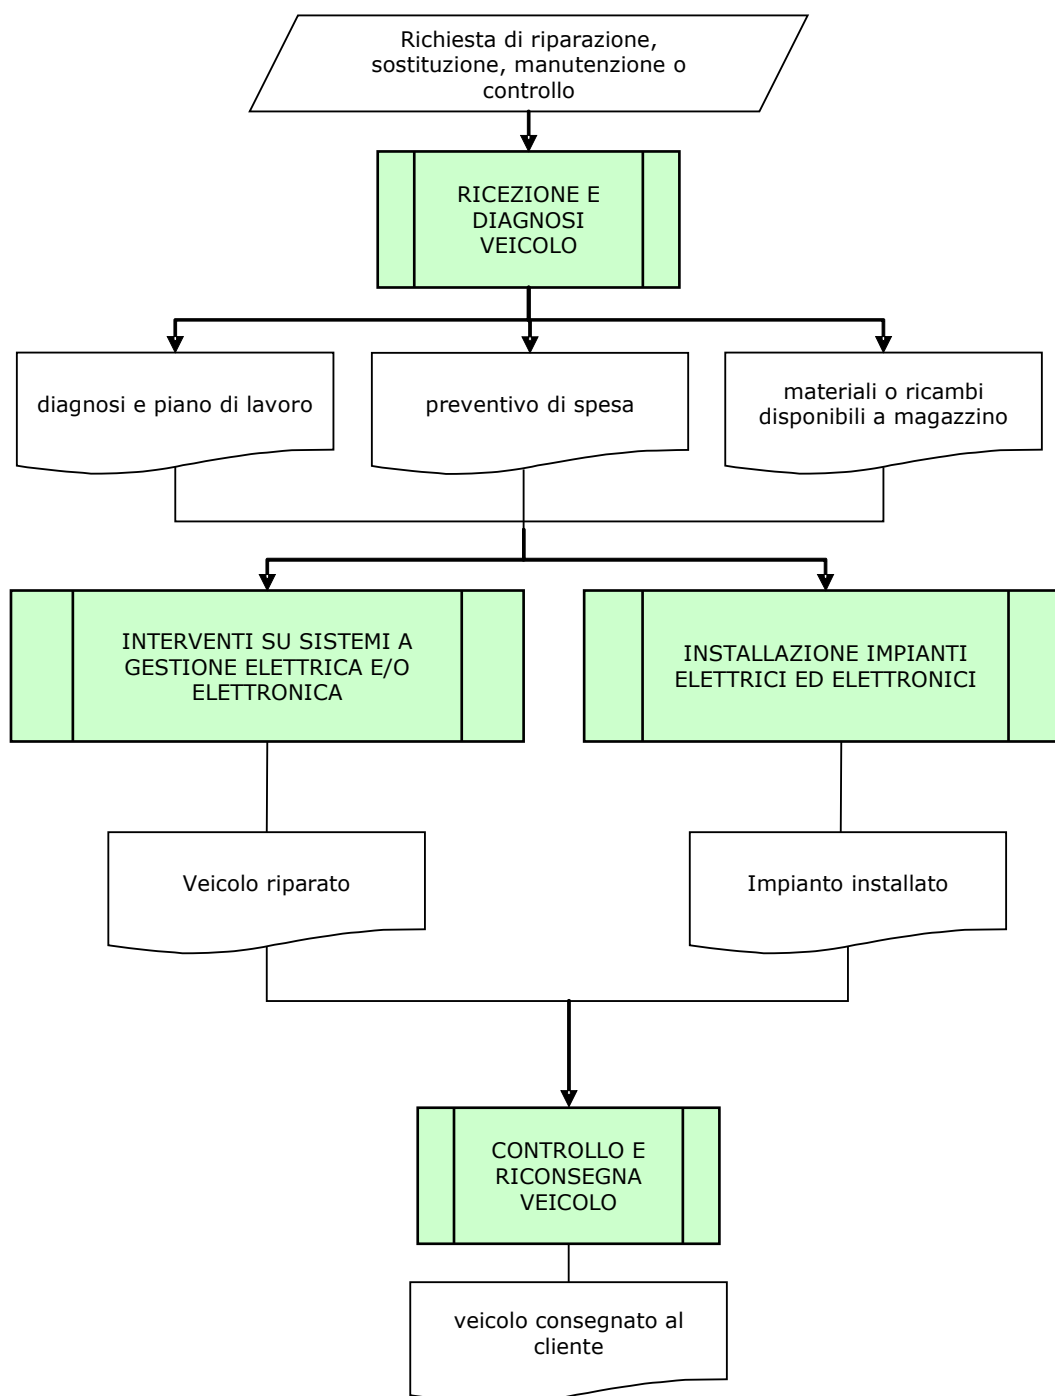 Richiesta di riparazione,
sostituzione, manutenzione o
controllo
RICEZIONE E
DIAGNOSI
VEICOLO
diagnosi e piano di lavoro
preventivo di spesa
materiali o ricambi
disponibili a magazzino
INTERVENTI SU SISTEMI A
GESTIONE ELETTRICA E/O
ELETTRONICA
INSTALLAZIONE IMPIANTI
ELETTRICI ED ELETTRONICI
Veicolo riparato
Impianto installato
CONTROLLO E
RICONSEGNA
VEICOLO
veicolo consegnato al
cliente